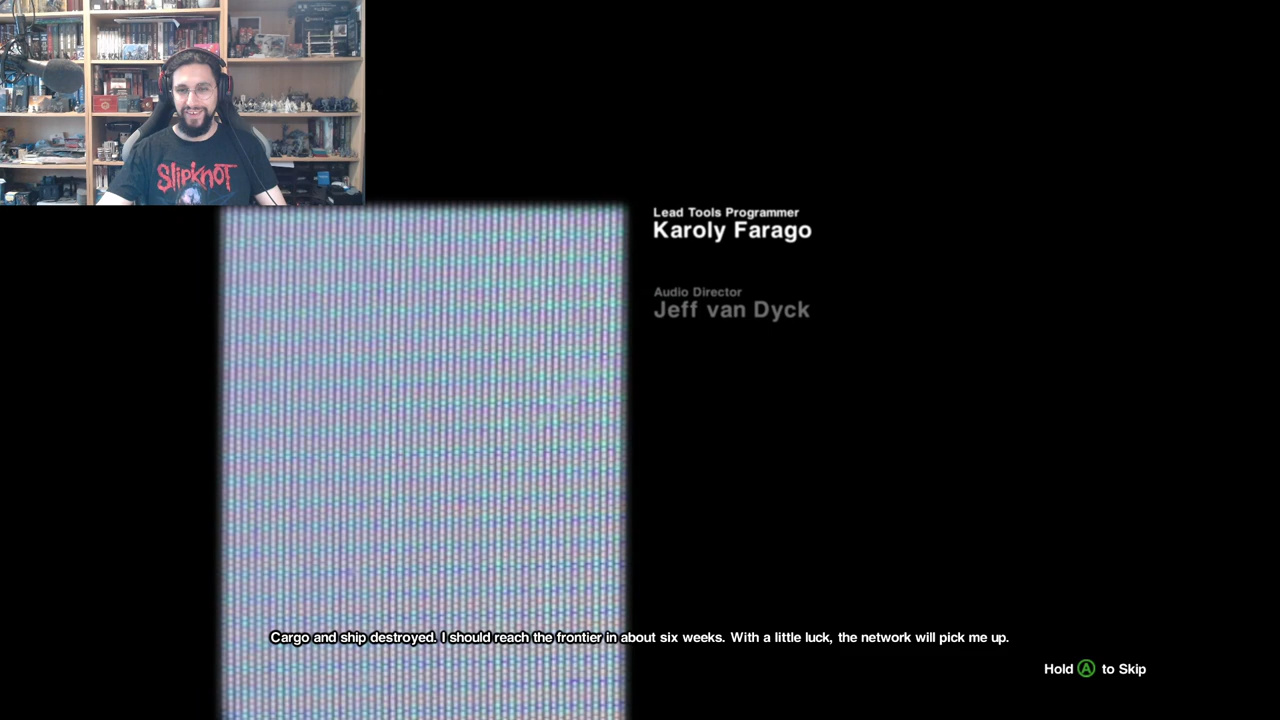 SLIPKNOT
Lead Tools Programmer
Karoly Farago
Audio Director
Jeff van Dyck
Cargo and ship destroyed. I should reach the frontier in about six weeks. With a little luck, the network will pick me up.
Hold A to Skip